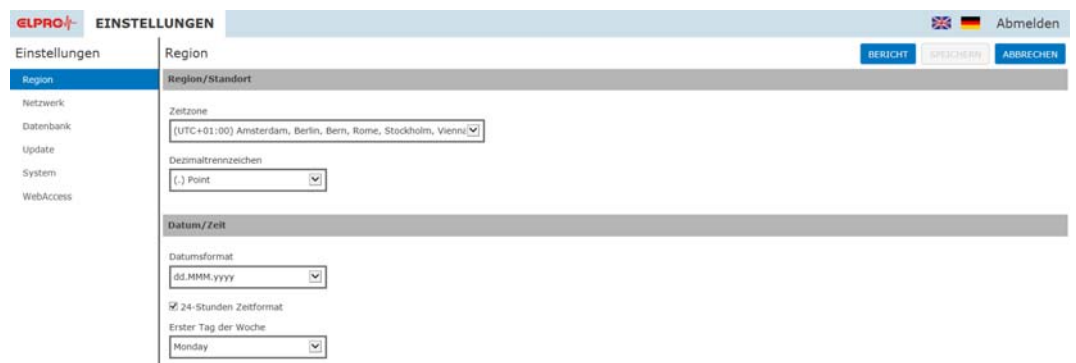 ELPRO EINSTELLUNGEN Abmelden
Einstellungen
Region
Netzwerk
Datenbank
Update
System
WebAccess
Region BERICHT SPEICHERN ABBRECHEN
Region/Standort
Zeitzone
(UTC+01:00) Amsterdam, Berlin, Bern, Rome, Stockholm, Vienna
Dezimaltrennzeichen
(.) Point
Datum/Zeit
Datumsformat
dd.MMM.yyyy
24-Stunden Zeitformat
Erster Tag der Woche
Monday